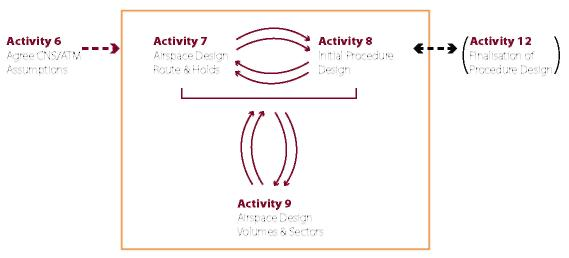 Activity 6
Agree CNS/ATM
Assumptions
Activity 7
Airspace Design
Route & Holds
Activity 8
Initial Procedure
Design
Activity 12
Finalisation of
Procedure Design
Activity 9
Airspace Design
Volumes & Sectors